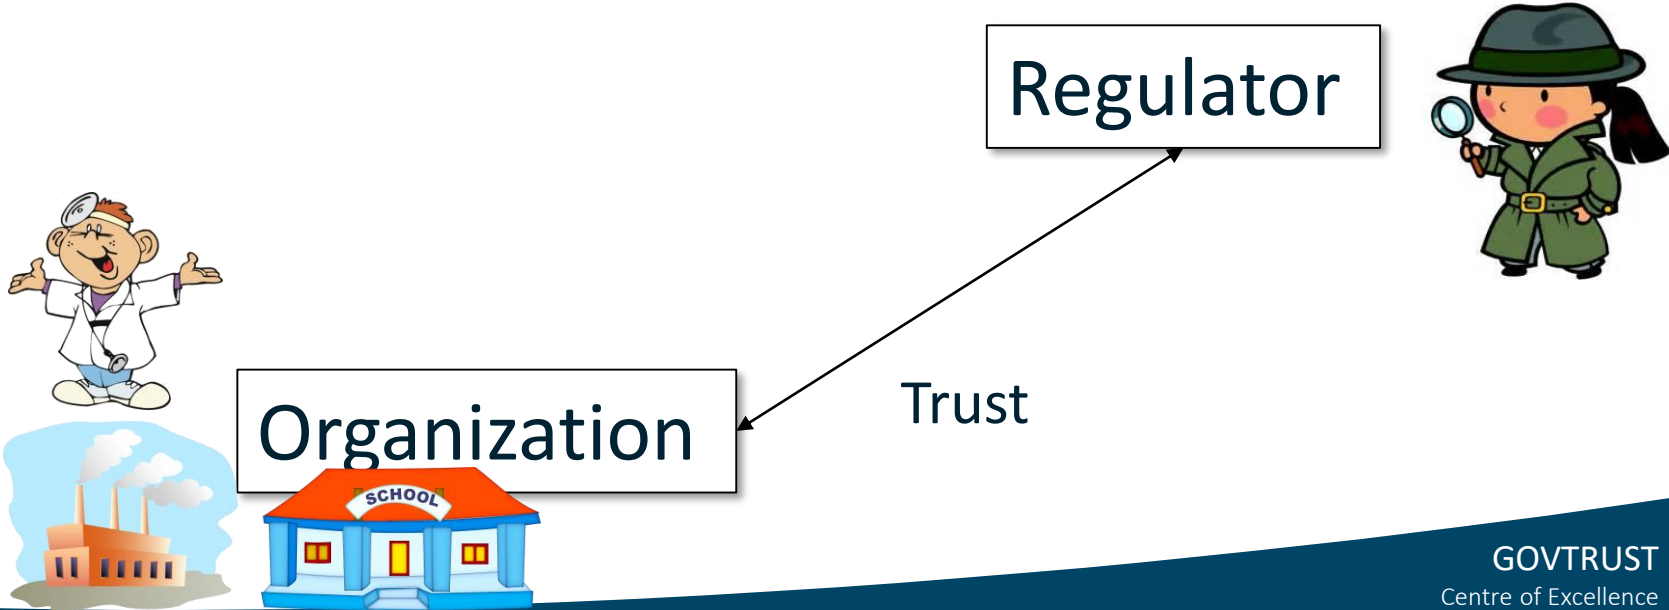 Regulator
Organization
Trust
SCHOOL
GOVTRUST
Centre of Excellence